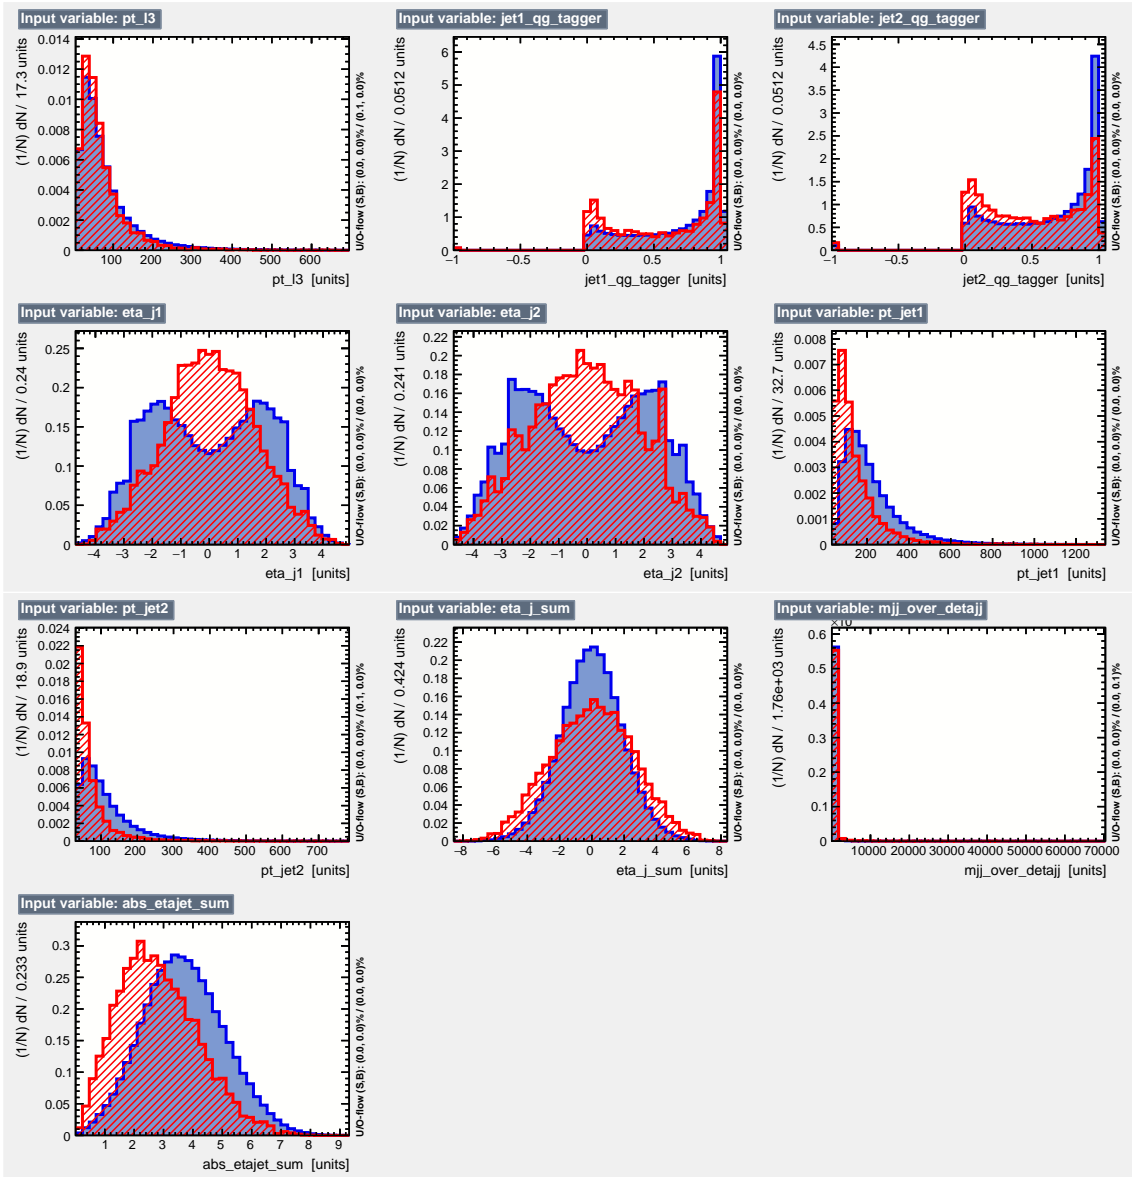 Input variable: pt_l3
(1/N) dN / 17.3 units
0.014
0.012
0.01
0.008
0.006
0.004
0.002
0
100 200 300 400 500 600
pt_l3 [units]
U/O-flow (S,B): (0.0, 0.0)% / (0.1, 0.0)%
Input variable: jet1_qg_tagger
(1/N) dN / 0.0512 units
6
5
4
3
2
1
0
−1 −0.5 0 0.5 1
jet1_qg_tagger [units]
U/O-flow (S,B): (0.0, 0.0)% / (0.0, 0.0)%
Input variable: jet2_qg_tagger
(1/N) dN / 0.0512 units
4.5
4
3.5
3
2.5
2
1.5
1
0.5
0
−1 −0.5 0 0.5 1
jet2_qg_tagger [units]
U/O-flow (S,B): (0.0, 0.0)% / (0.0, 0.0)%
Input variable: eta_j1
(1/N) dN / 0.24 units
0.25
0.2
0.15
0.1
0.05
0
−4 −3 −2 −1 0 1 2 3 4
eta_j1 [units]
U/O-flow (S,B): (0.0, 0.0)% / (0.0, 0.0)%
Input variable: eta_j2
(1/N) dN / 0.241 units
0.22
0.2
0.18
0.16
0.14
0.12
0.1
0.08
0.06
0.04
0.02
0
−4 −3 −2 −1 0 1 2 3 4
eta_j2 [units]
U/O-flow (S,B): (0.0, 0.0)% / (0.0, 0.0)%
Input variable: pt_jet1
(1/N) dN / 32.7 units
0.008
0.007
0.006
0.005
0.004
0.003
0.002
0.001
0
200 400 600 800 1000 1200
pt_jet1 [units]
U/O-flow (S,B): (0.0, 0.0)% / (0.0, 0.0)%
Input variable: pt_jet2
(1/N) dN / 18.9 units
0.024
0.022
0.02
0.018
0.016
0.014
0.012
0.01
0.008
0.006
0.004
0.002
0
100 200 300 400 500 600 700
pt_jet2 [units]
U/O-flow (S,B): (0.0, 0.0)% / (0.1, 0.0)%
Input variable: eta_j_sum
(1/N) dN / 0.424 units
0.22
0.2
0.18
0.16
0.14
0.12
0.1
0.08
0.06
0.04
0.02
0
−8 −6 −4 −2 0 2 4 6 8
eta_j_sum [units]
U/O-flow (S,B): (0.0, 0.0)% / (0.0, 0.0)%
Input variable: mjj_over_detajj
(1/N) dN / 1.76e+03 units
0.6
0.5
0.4
0.3
0.2
0.1
0
10000 20000 30000 40000 50000 60000 70000
mjj_over_detajj [units]
U/O-flow (S,B): (0.0, 0.0)% / (0.0, 0.1)%
Input variable: abs_etajet_sum
(1/N) dN / 0.233 units
0.3
0.25
0.2
0.15
0.1
0.05
0
1 2 3 4 5 6 7 8 9
abs_etajet_sum [units]
U/O-flow (S,B): (0.0, 0.0)% / (0.0, 0.0)%